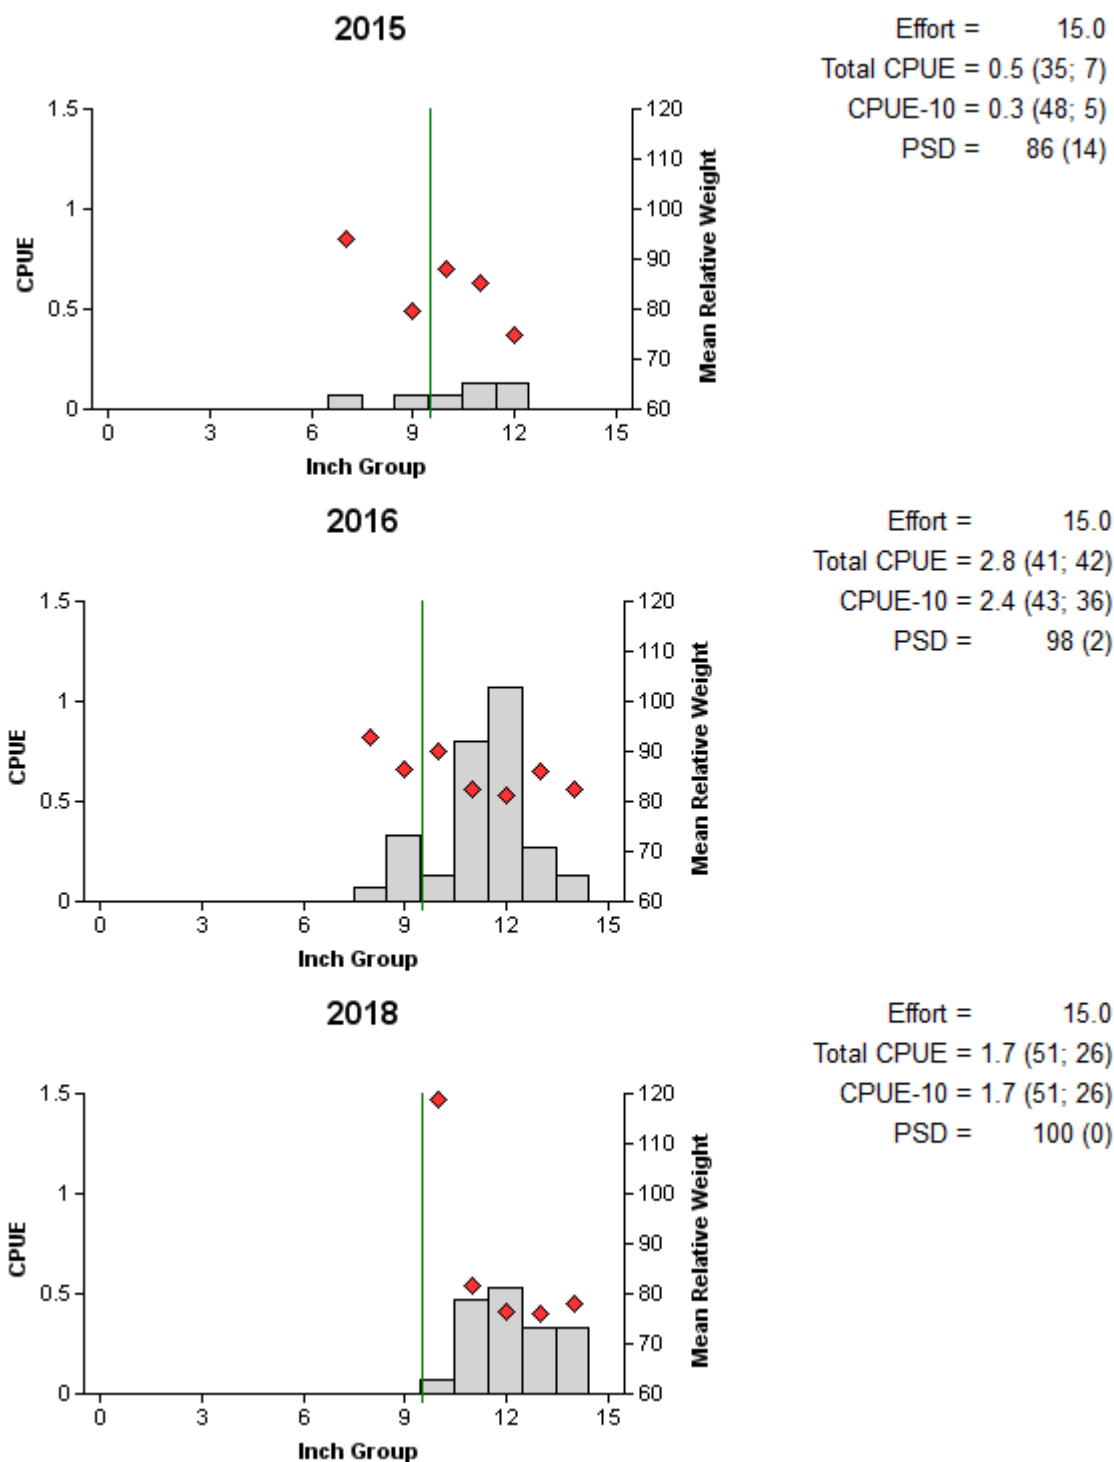 2015
Effort = 15.0
Total CPUE = 0.5 (35; 7)
CPUE-10 = 0.3 (48; 5)
PSD = 86 (14)
1.5
1
0.5
0
CPUE
120
110
100
90
80
70
60
Mean Relative Weight
0 3 6 9 12 15
Inch Group
2016
Effort = 15.0
Total CPUE = 2.8 (41; 42)
CPUE-10 = 2.4 (43; 36)
PSD = 98 (2)
1.5
1
0.5
0
CPUE
120
110
100
90
80
70
60
Mean Relative Weight
0 3 6 9 12 15
Inch Group
2018
Effort = 15.0
Total CPUE = 1.7 (51; 26)
CPUE-10 = 1.7 (51; 26)
PSD = 100 (0)
1.5
1
0.5
0
CPUE
120
110
100
90
80
70
60
Mean Relative Weight
0 3 6 9 12 15
Inch Group